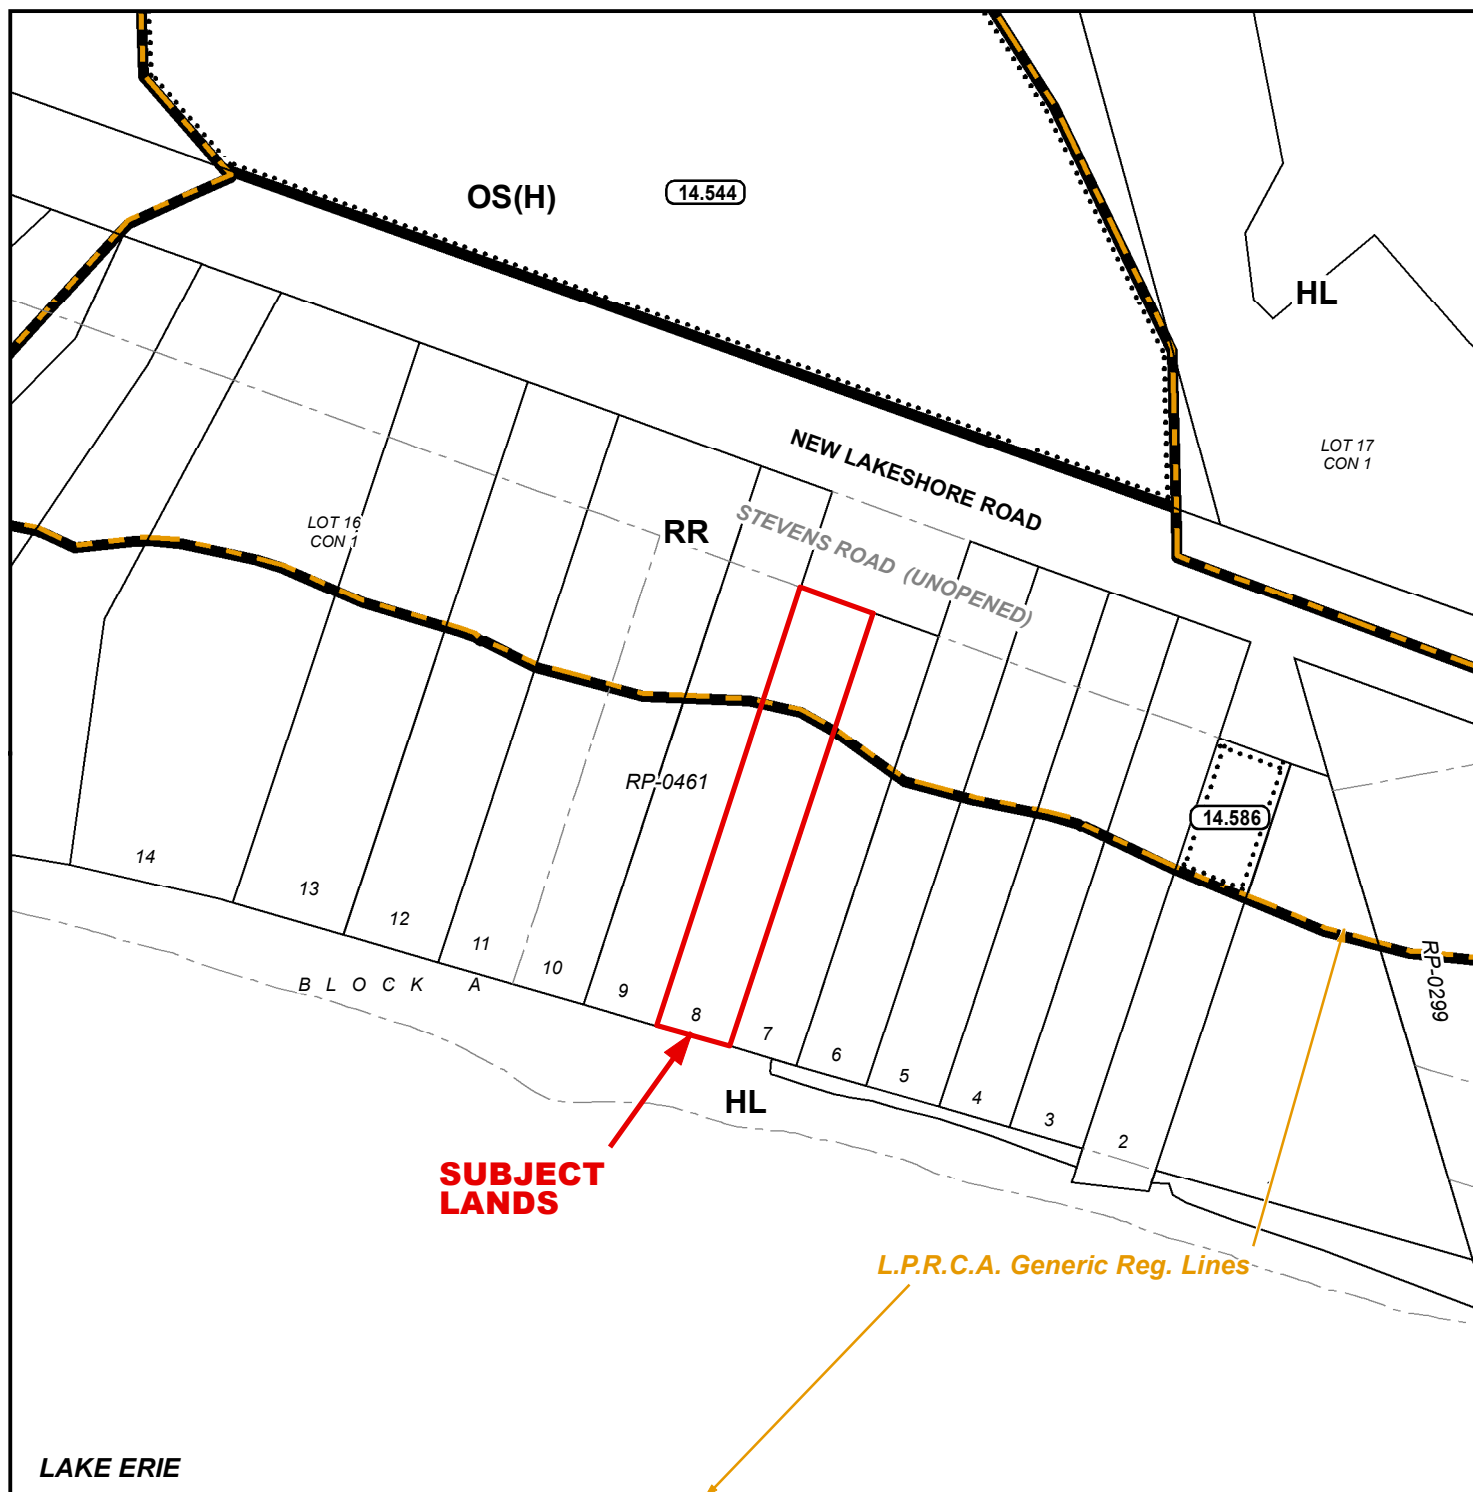 OS(H)
14.544
HL
LOT 17
CON 1
NEW LAKESHORE ROAD
STEVENS ROAD (UNOPENED)
LOT 16
CON 1
RR
RP-0461
14.586
14
13
12
11
10
9
8
7
6
5
4
3
2
RP-0299
BLOCK A
HL
SUBJECT
LANDS
L.P.R.C.A. Generic Reg. Lines
LAKE ERIE